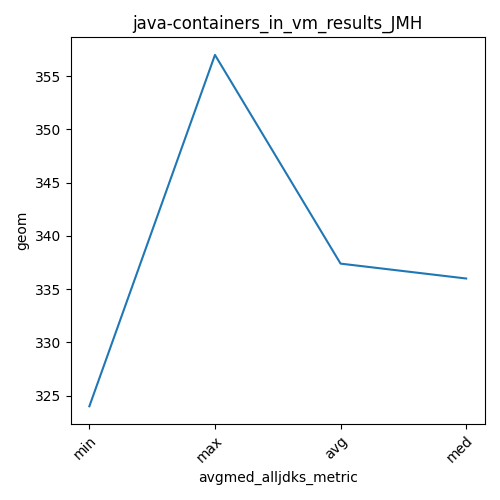 java-containers_in_vm_results_JMH
355
350
345
340
335
330
325
geom
min
max
avg
med
avgmed_alljdks_metric